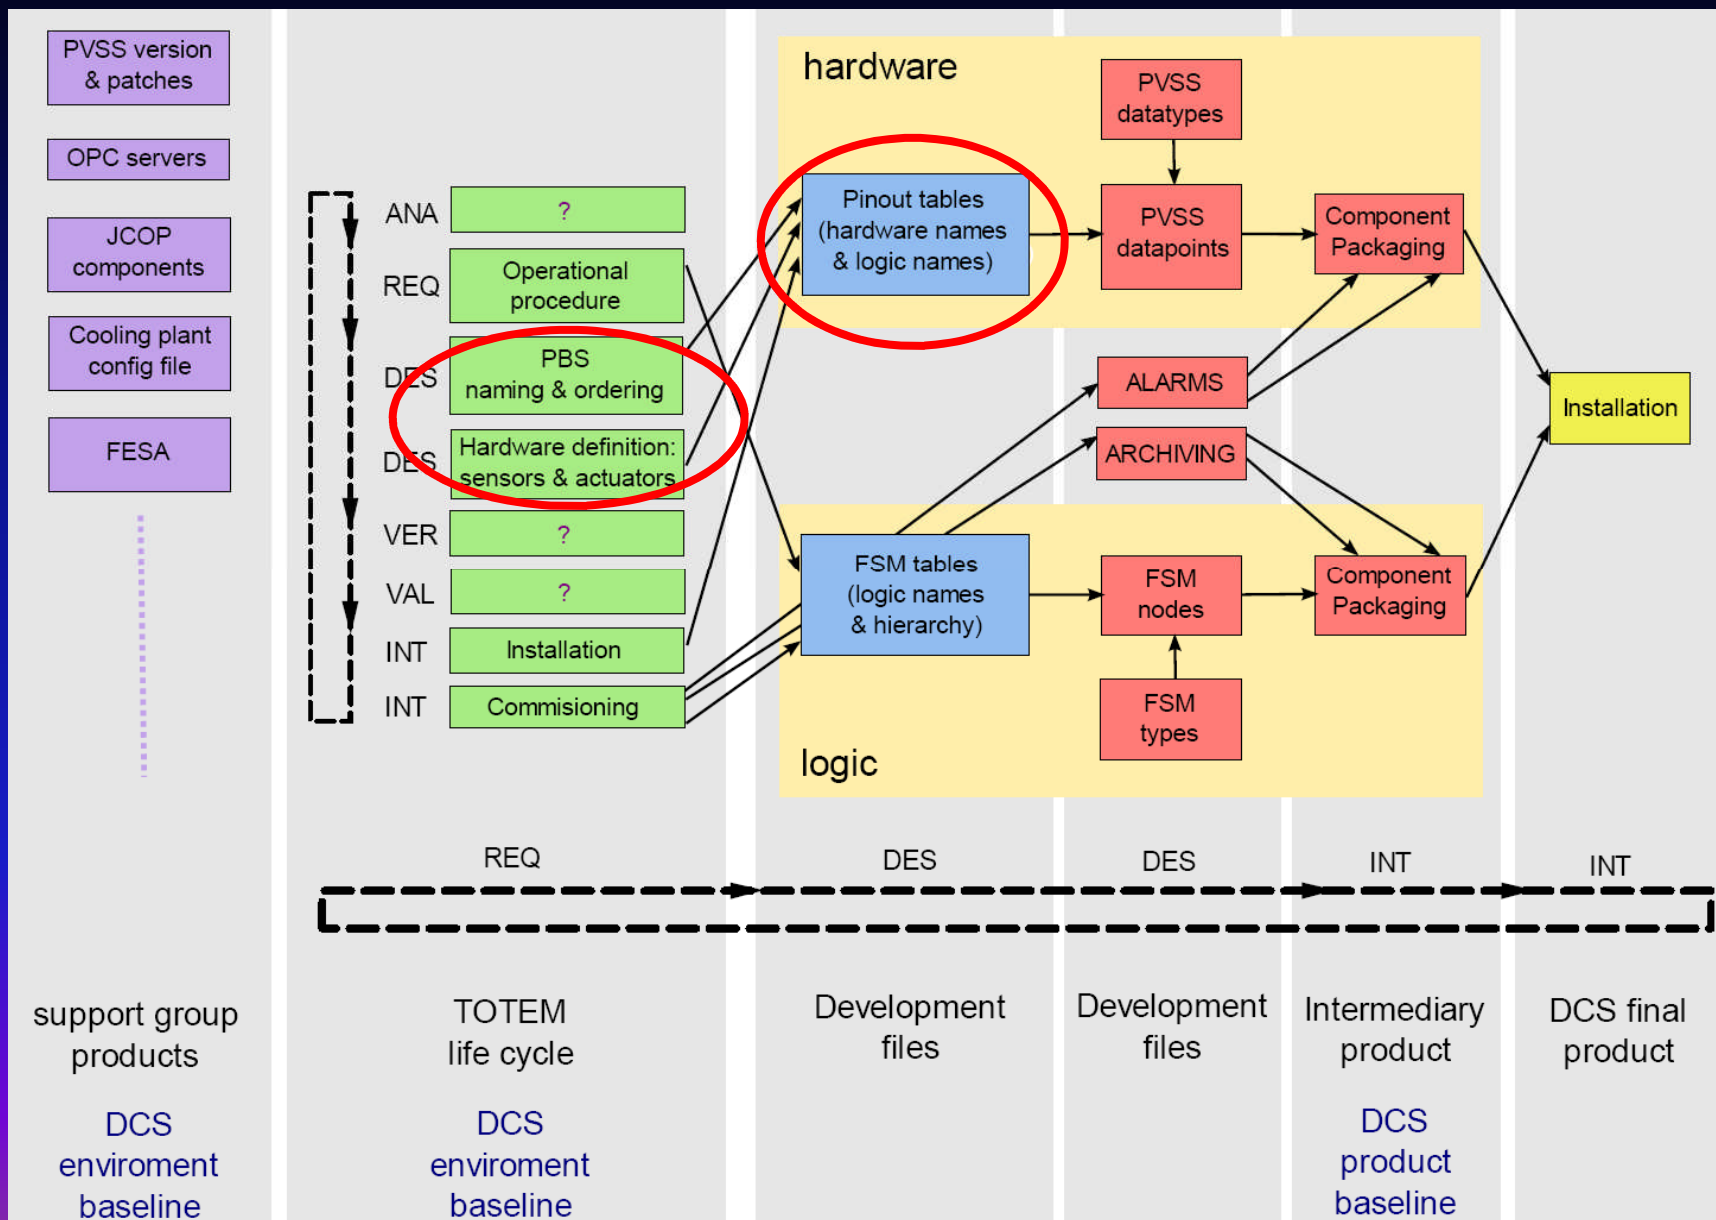 PVSS version
& patches
OPC servers
JCOP
components
Cooling plant
config file
FESA
ANA
?
REQ
Operational
procedure
DES
PBS
naming & ordering
DES
Hardware definition:
sensors & actuators
VER
?
VAL
?
INT
Installation
INT
Commisioning
hardware
Pinout tables
(hardware names
& logic names)
PVSS
datatypes
PVSS
datapoints
Component
Packaging
ALARMS
ARCHIVING
FSM tables
(logic names
& hierarchy)
FSM
nodes
Component
Packaging
FSM
types
logic
Installation
REQ
DES
DES
INT
INT
support group
products
TOTEM
life cycle
Development
files
Development
files
Intermediary
product
DCS final
product
DCS
enviroment
baseline
DCS
enviroment
baseline
DCS
product
baseline